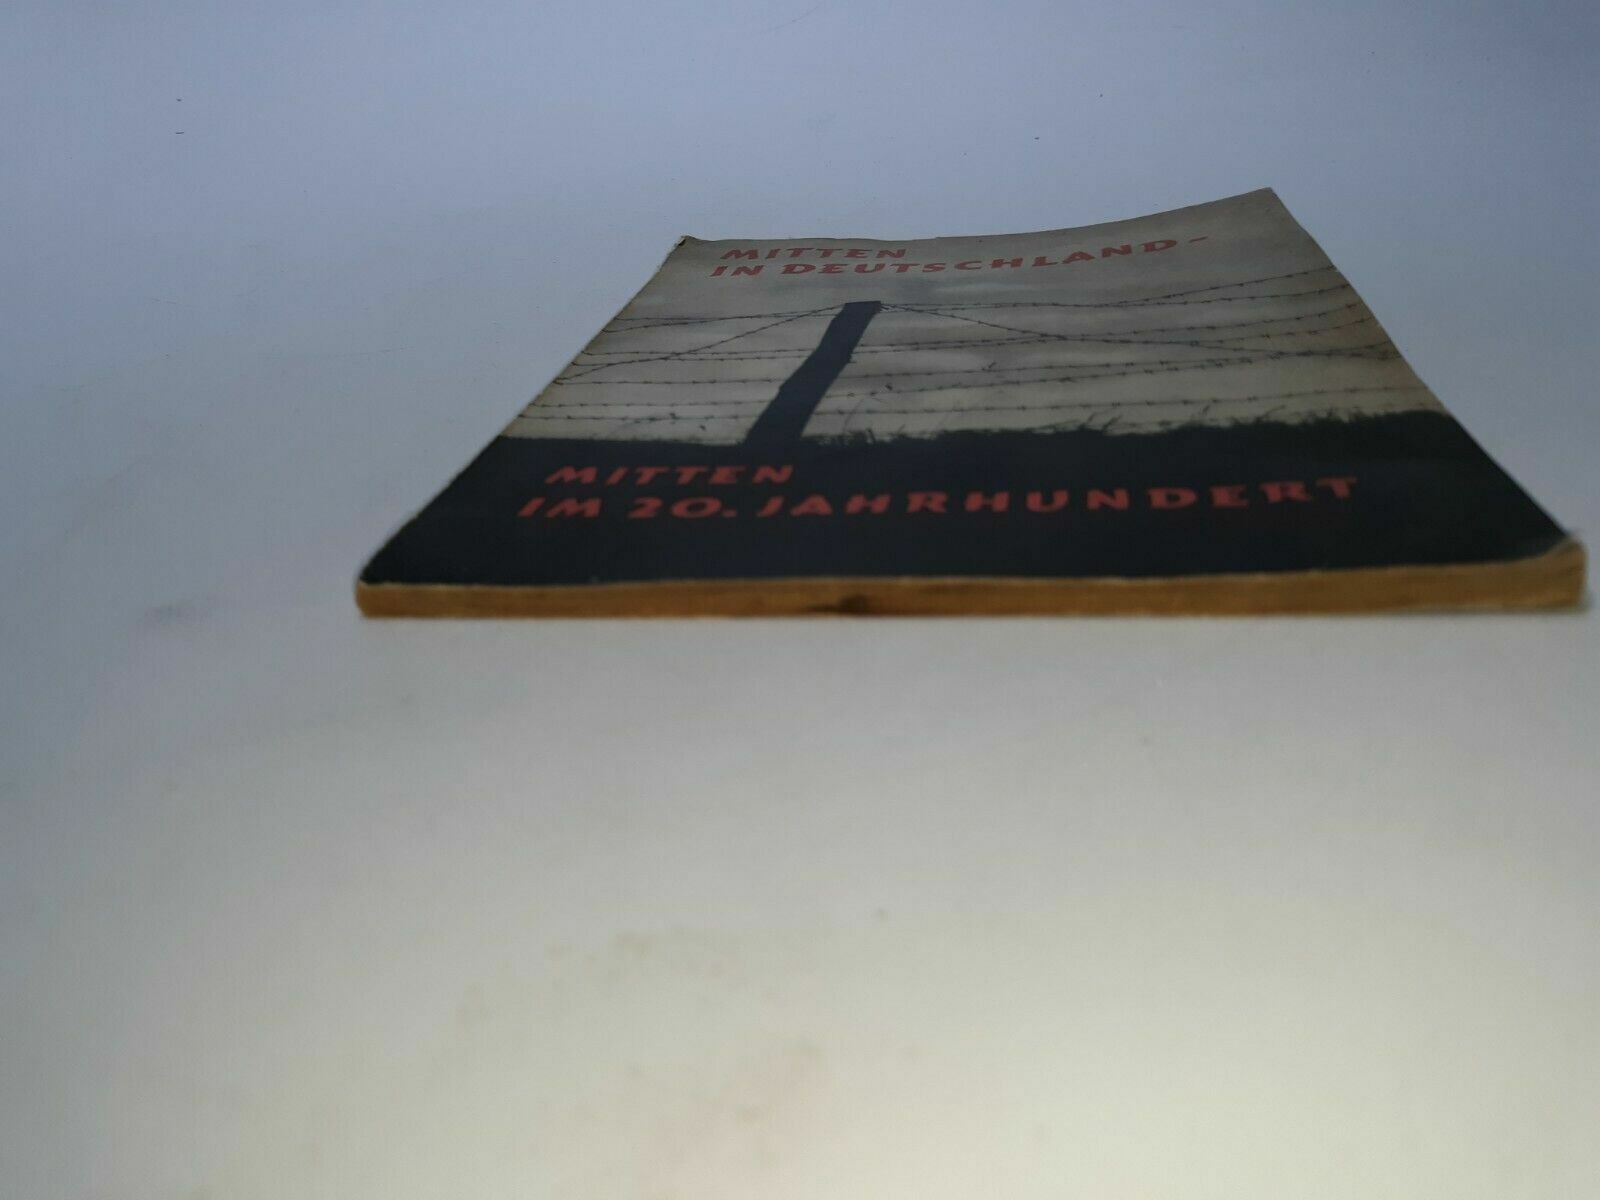 MITTEN
IN DEUTSCHLAND-
MITTEN
IM 20. JAHRHUNDERT